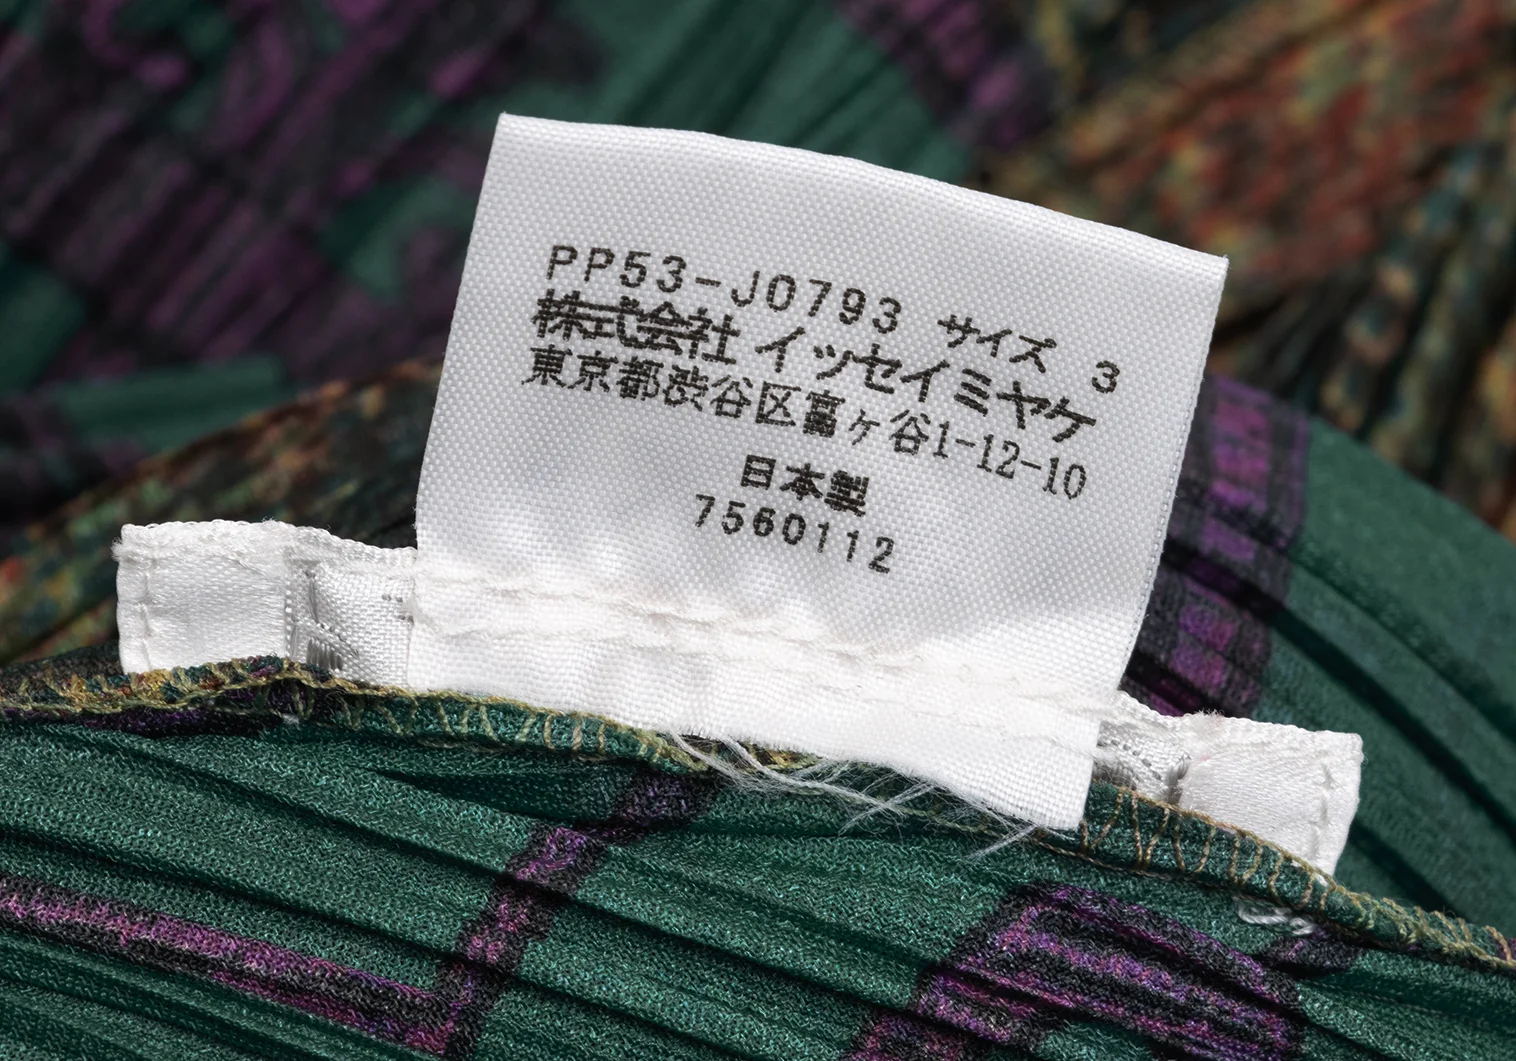 PP53-J0793 サイズ 3
株式会社 イッセイミヤケ
東京都渋谷区富ヶ谷1-12-10
日本製
7560112